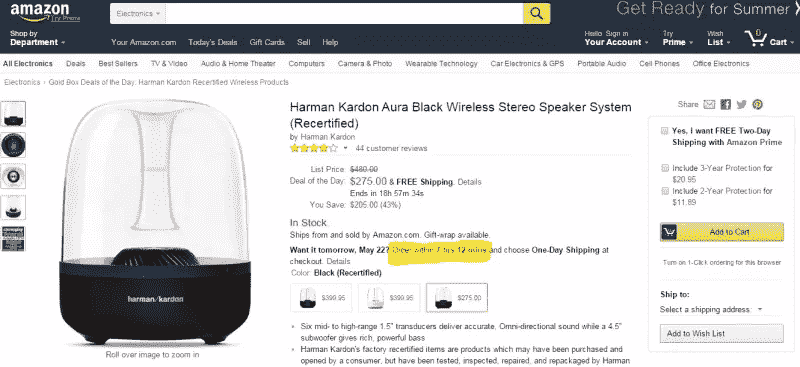 amazon
Try Prime
Electronics
Get Ready for Summer
Shop by
Department
Your Amazon.com Today's Deals Gift Cards Sell Help
Hello. Sign in
Your Account
Try
Prime
Wish
List
0
Cart
All Electronics Deals Best Sellers TV & Video Audio & Home Theater Computers Camera & Photo Wearable Technology Car Electronics & GPS Portable Audio Cell Phones Office Electronics
Electronics › Gold Box Deals of the Day: Harman Kardon Recertified Wireless Products
Harman Kardon Aura Black Wireless Stereo Speaker System
(Recertified)
by Harman Kardon
44 customer reviews
List Price: $480.00
Deal of the Day: $275.00 & FREE Shipping. Details
Ends in 18h 57m 34s
You Save: $205.00 (43%)
In Stock.
Ships from and sold by Amazon.com. Gift-wrap available.
Want it tomorrow, May 22? Order within 7 hrs 12 mins and choose One-Day Shipping at
checkout. Details
Color: Black (Recertified)
$399.95
$399.95
$275.00
Six mid- to high-range 1.5" transducers deliver accurate, Omni-directional sound while a 4.5"
subwoofer gives rich, powerful bass
Harman Kardon's factory recertified items are products which may have been purchased and
opened by a consumer, but have been tested, inspected, repaired, and repackaged by Harman
harman/kardon
Roll over image to zoom in
Share
Yes, I want FREE Two-Day
Shipping with Amazon Prime
Include 3-Year Protection for
$20.95
Include 2-Year Protection for
$11.89
Add to Cart
Turn on 1-Click ordering for this browser
Ship to:
Select a shipping address:
Add to Wish List